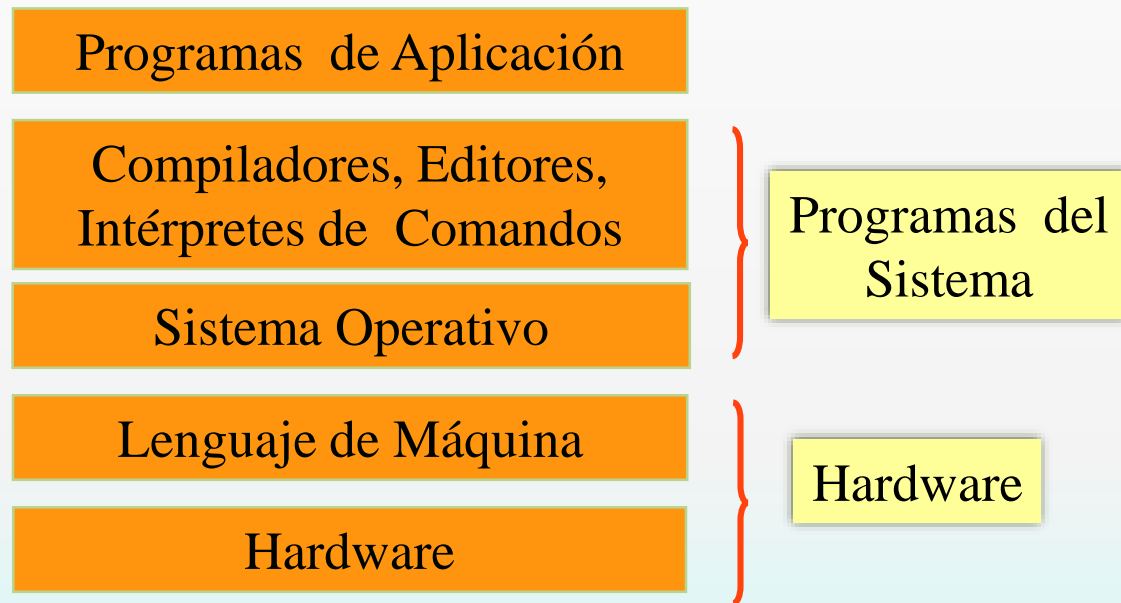 Programas de Aplicación
Compiladores, Editores,
Intérpretes de Comandos
Programas del
Sistema
Sistema Operativo
Lenguaje de Máquina
Hardware
Hardware